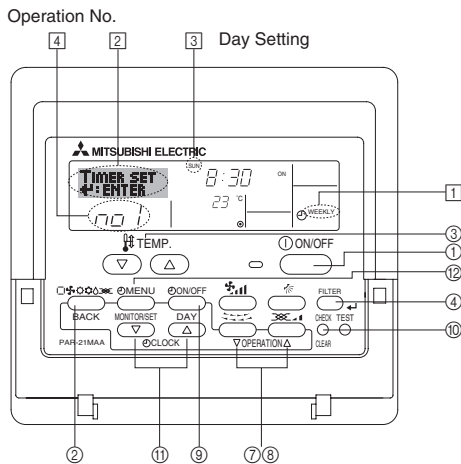 Operation No.
4 2 3 Day Setting
MITSUBISHI ELECTRIC
TIMER SET SUN 8:30 ON
↵:ENTER
no 1 23 °C WEEKLY 1
TEMP. ON/OFF ③
①
⑫
MENU ON/OFF FILTER
BACK MONITOR/SET DAY CHECK TEST ④
PAR-21MAA CLOCK ▽OPERATION△ CLEAR ⑩
② ⑪ ⑨ ⑦⑧